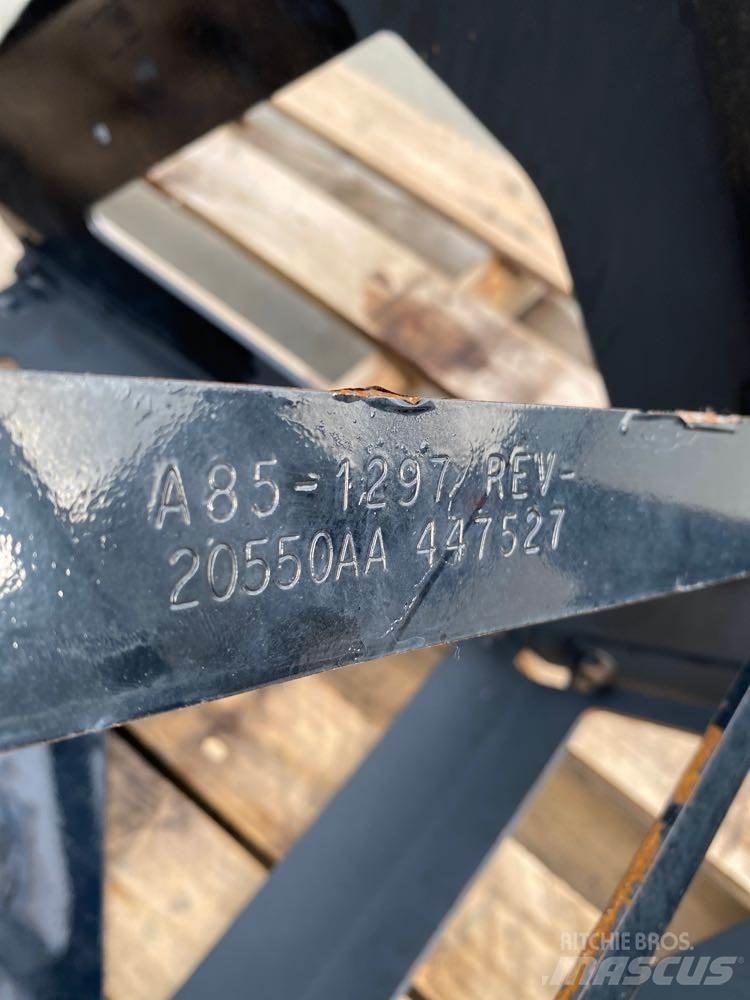 A85-1297 REV-
20550AA 447527
RITCHIE BROS.
MASCUS